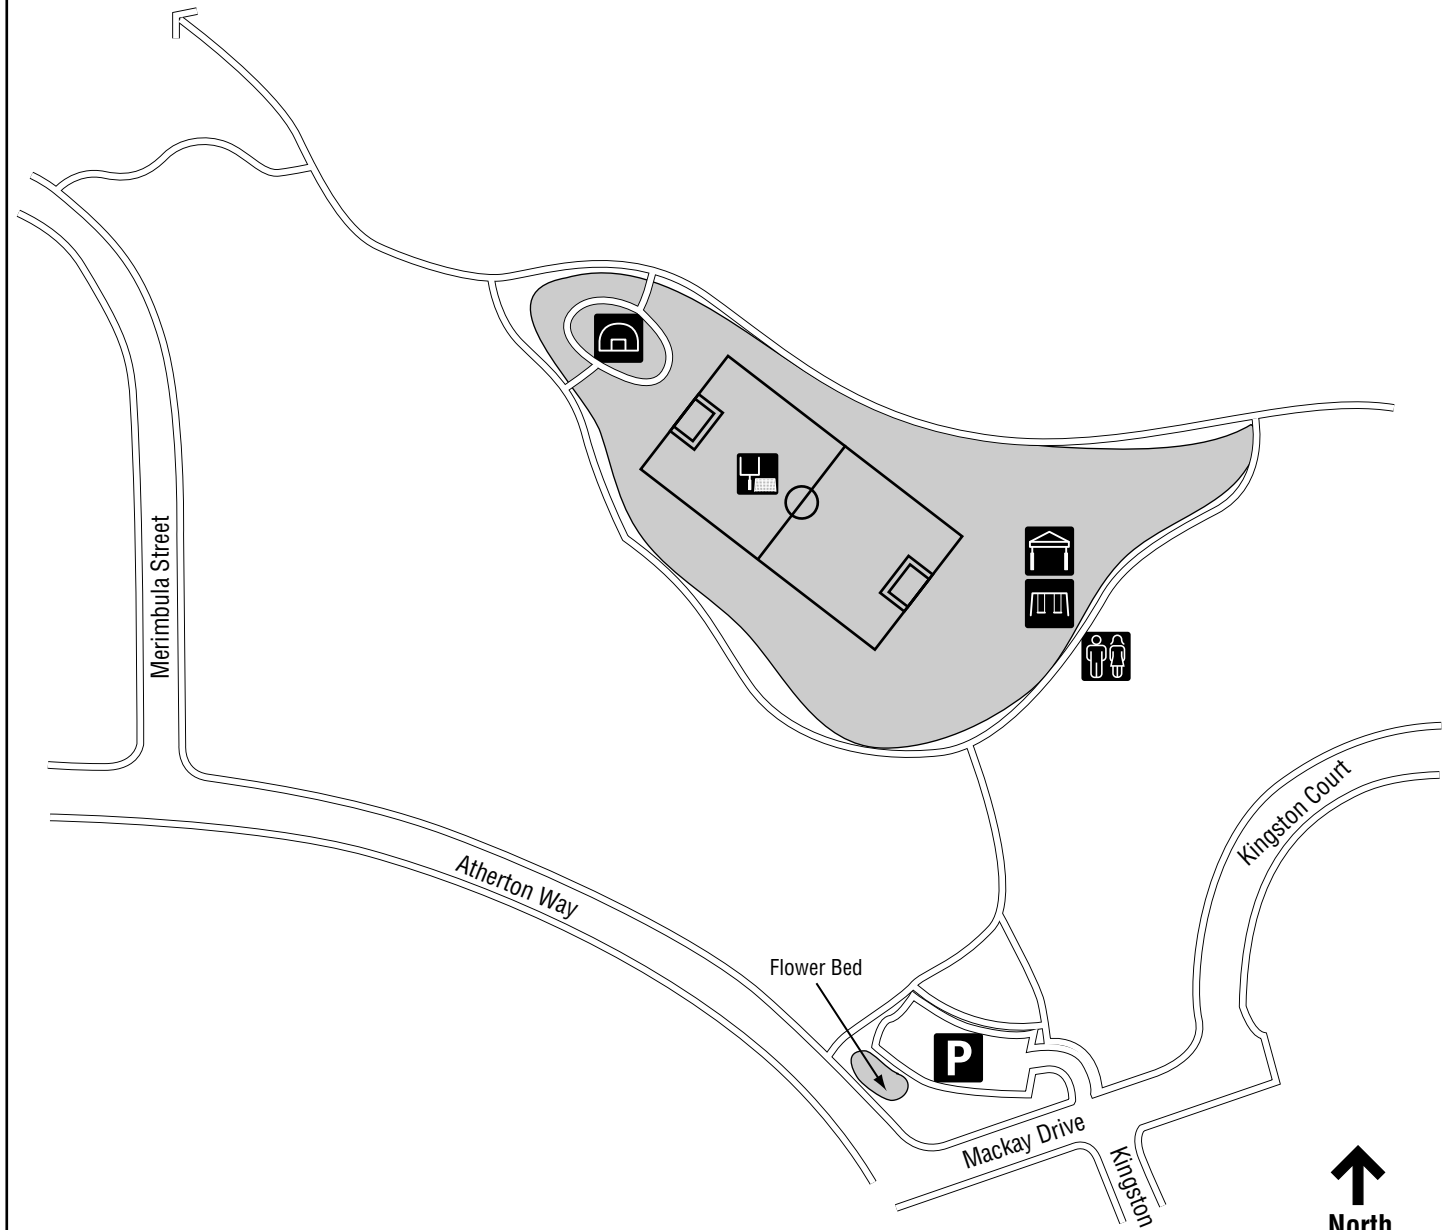 Merimbula Street
Kingston Court
Atherton Way
Flower Bed
P
Mackay Drive
Kingston
North